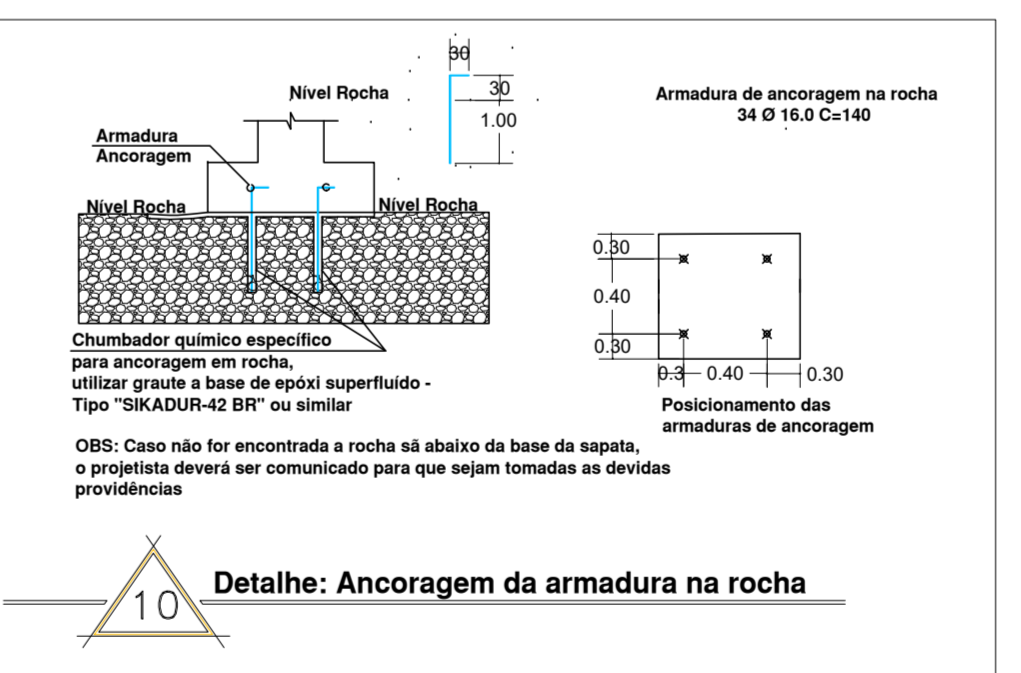 30
30
1.00
Nível Rocha
Armadura
Ancoragem
Nível Rocha
Nível Rocha
Armadura de ancoragem na rocha
34 Ø 16.0 C=140
Chumbador químico específico
para ancoragem em rocha,
utilizar graute a base de epóxi superfluído -
Tipo "SIKADUR-42 BR" ou similar
0.30
0.40
0.30
0.3
0.40
0.30
Posicionamento das
armaduras de ancoragem
OBS: Caso não for encontrada a rocha sã abaixo da base da sapata,
o projetista deverá ser comunicado para que sejam tomadas as devidas
providências
10
Detalhe: Ancoragem da armadura na rocha